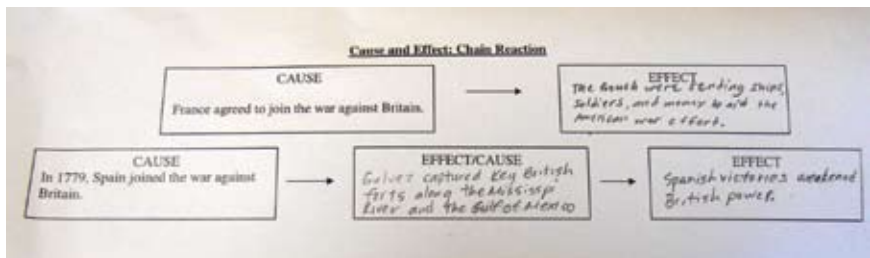 Cause and Effect: Chain Reaction
CAUSE
France agreed to join the war against Britain.
EFFECT
The were sending ships,
soldiers, and money to aid the
American war effort.
CAUSE
In 1779, Spain joined the war against
Britain.
EFFECT/CAUSE
Galvez captured Key British
forts along the Mississip
River and the Gulf of Mexico
EFFECT
Spanish victories weakened
British power.